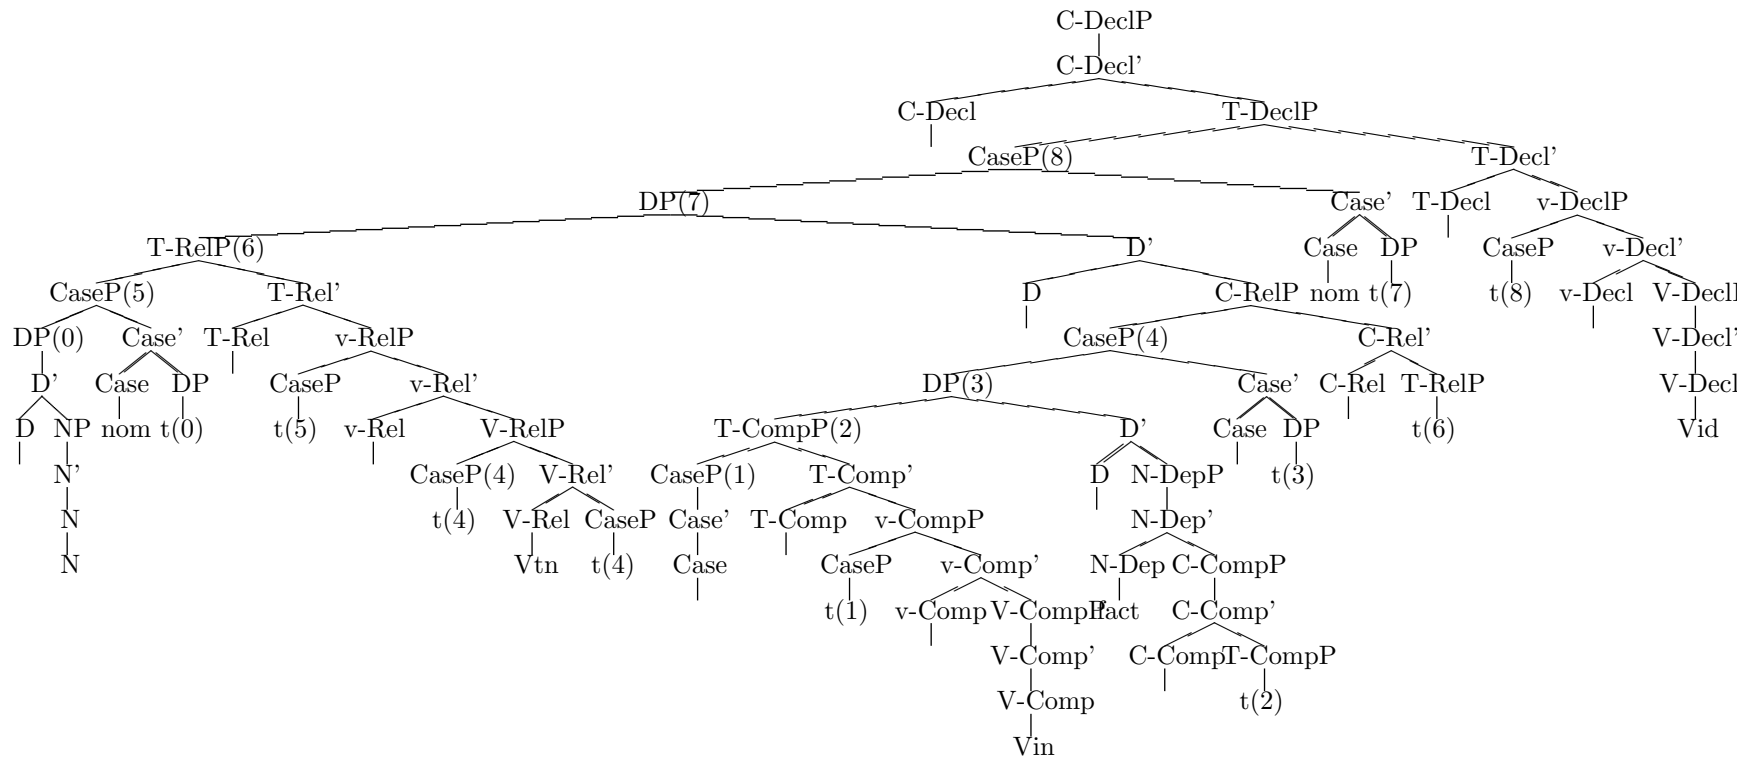 C-DeclP
C-Decl'
C-Decl T-DeclP
CaseP(8) T-Decl'
DP(7) Case' T-Decl v-DeclP
T-RelP(6) D' Case DP CaseP v-Decl'
CaseP(5) T-Rel' D C-RelP nom t(7) t(8) v-Decl V-DeclP
DP(0) Case' T-Rel v-RelP CaseP(4) C-Rel' V-Decl'
D' Case DP CaseP v-Rel' DP(3) Case' C-Rel T-RelP V-Decl
D NP nom t(0) t(5) v-Rel V-RelP T-CompP(2) D' Case DP t(6) Vid
N' CaseP(4) V-Rel' CaseP(1) T-Comp' D N-DepP t(3)
N t(4) V-Rel CaseP Case' T-Comp v-CompP N-Dep'
N Vtn t(4) Case CaseP v-Comp' N-Dep C-CompP
t(1) v-Comp V-CompP fact C-Comp'
V-Comp' C-Comp T-CompP
V-Comp t(2)
Vin